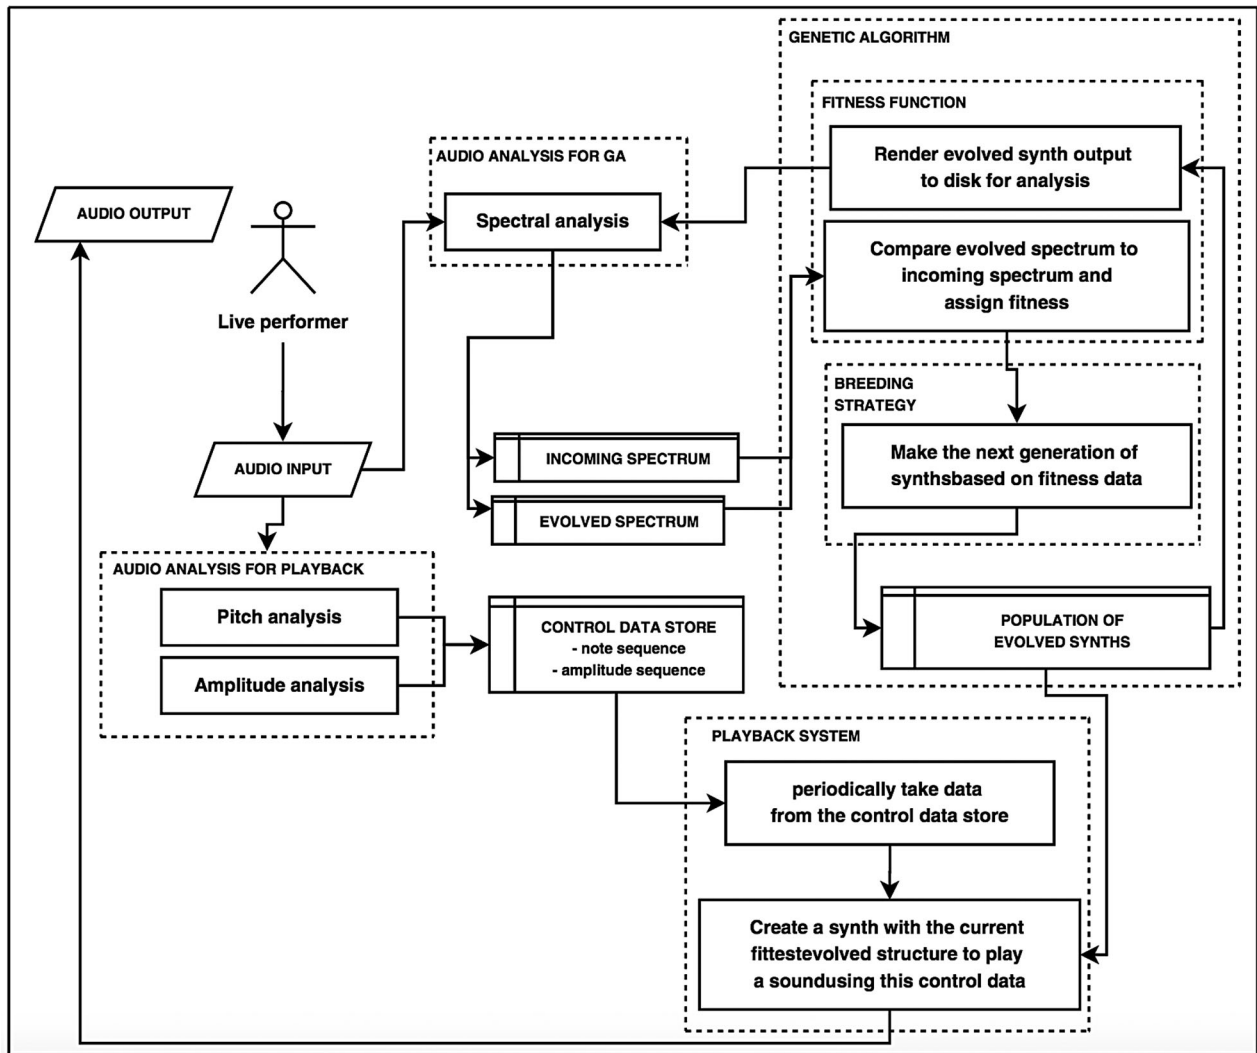 GENETIC ALGORITHM
FITNESS FUNCTION
Render evolved synth output
to disk for analysis
AUDIO ANALYSIS FOR GA
Spectral analysis
AUDIO OUTPUT
Compare evolved spectrum to
incoming spectrum and
assign fitness
Live performer
BREEDING
STRATEGY
Make the next generation of
synthsbased on fitness data
AUDIO INPUT
INCOMING SPECTRUM
EVOLVED SPECTRUM
AUDIO ANALYSIS FOR PLAYBACK
Pitch analysis
Amplitude analysis
CONTROL DATA STORE
- note sequence
- amplitude sequence
POPULATION OF
EVOLVED SYNTHS
PLAYBACK SYSTEM
periodically take data
from the control data store
Create a synth with the current
fittestevolved structure to play
a soundusing this control data